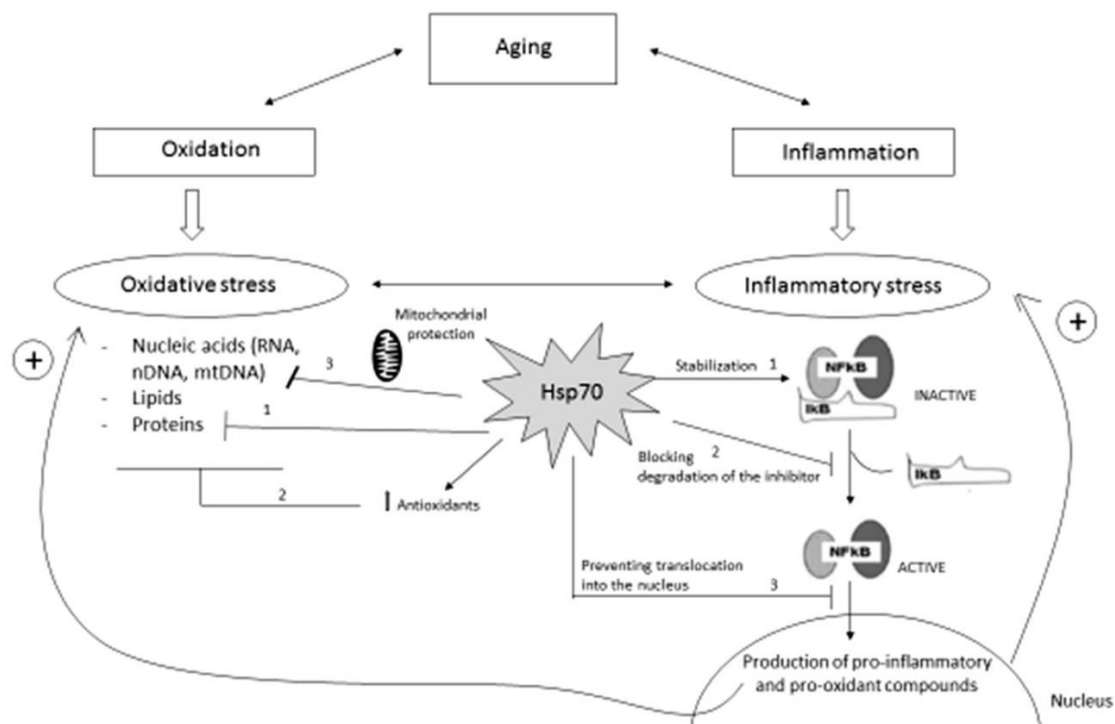 Aging
Oxidation
Inflammation
Oxidative stress
Inflammatory stress
+
+
Mitochondrial
protection
- Nucleic acids (RNA,
nDNA, mtDNA)
- Lipids
- Proteins
3
1
2
Antioxidants
Hsp70
Stabilization 1
NFkB
IkB
INACTIVE
2
Blocking
degradation of the inhibitor
IkB
NFkB
ACTIVE
Preventing translocation
into the nucleus
3
Production of pro-inflammatory
and pro-oxidant compounds
Nucleus